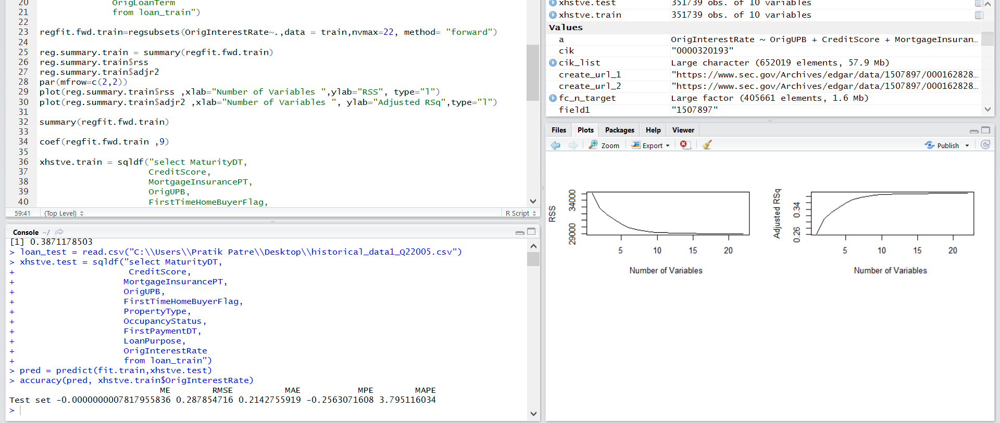 20 OrigLoanTerm
21 from loan_train")
22
23 regfit.fwd.train=regsubsets(OrigInterestRate~.,data = train,nvmax=22, method= "forward")
24
25 reg.summary.train = summary(regfit.fwd.train)
26 reg.summary.train$rss
27 reg.summary.train$adjr2
28 par(mfrow=c(2,2))
29 plot(reg.summary.train$rss ,xlab="Number of Variables ",ylab="RSS", type="l")
30 plot(reg.summary.train$adjr2 ,xlab="Number of Variables ", ylab="Adjusted RSq",type="l")
31
32 summary(regfit.fwd.train)
33
34 coef(regfit.fwd.train ,9)
35
36 xhstve.train = sqldf("select MaturityDT,
37 CreditScore,
38 MortgageInsurancePT,
39 OrigUPB,
40 FirstTimeHomeBuyerFlag,
59:41 (Top Level) R Script
Console ~/
[1] 0.3871178503
> loan_test = read.csv("C:\\Users\\Pratik Patre\\Desktop\\historical_data1_Q22005.csv")
> xhstve.test = sqldf("select MaturityDT,
+ CreditScore,
+ MortgageInsurancePT,
+ OrigUPB,
+ FirstTimeHomeBuyerFlag,
+ PropertyType,
+ OccupancyStatus,
+ FirstPaymentDT,
+ LoanPurpose,
+ OrigInterestRate
+ from loan_train")
> pred = predict(fit.train,xhstve.test)
> accuracy(pred, xhstve.train$OrigInterestRate)
ME RMSE MAE MPE MAPE
Test set -0.0000000007817955836 0.287854716 0.2142755919 -0.2563071608 3.795116034
>
xhstve.test 351739 obs. of 10 variables
xhstve.train 351739 obs. of 10 variables
Values
a OrigInterestRate ~ OrigUPB + CreditScore + MortgageInsuran…
cik "0000320193"
cik_list Large character (652019 elements, 57.9 Mb)
create_url_1 "https://www.sec.gov/Archives/edgar/data/1507897/000162828…
create_url_2 "https://www.sec.gov/Archives/edgar/data/1507897/000162828…
fc_n_target Large factor (405661 elements, 1.6 Mb)
field1 "1507897"
Files Plots Packages Help Viewer
Zoom Export Publish
RSS
34000
29000
5 10 15 20
Number of Variables
Adjusted RSq
0.34
0.26
5 10 15 20
Number of Variables